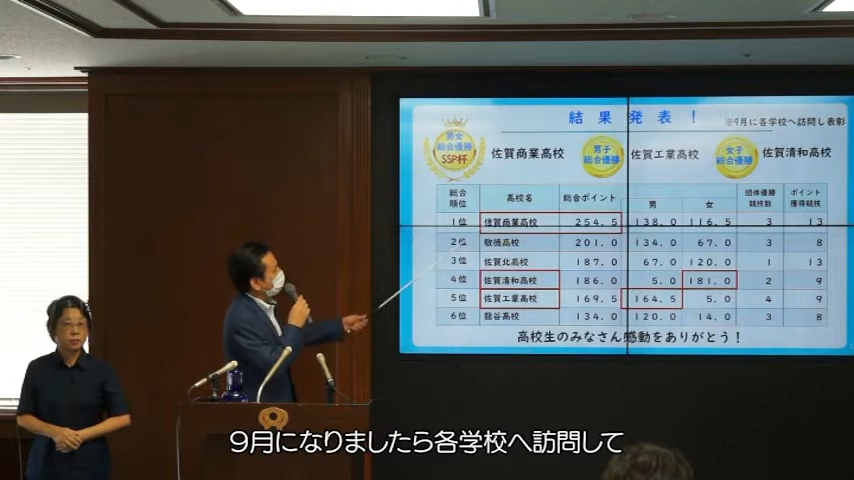 結果発表！
※9月に各学校へ訪問し表彰
男女
総合優勝
SSP杯
佐賀商業高校
男子
総合優勝
佐賀工業高校
女子
総合優勝
佐賀清和高校
総合順位 高校名 総合ポイント 男 女 団体優勝競技数 ポイント獲得競技
1位 佐賀商業高校 254.5 138.0 116.5 3 13
2位 敬徳高校 201.0 134.0 67.0 3 8
3位 佐賀北高校 187.0 67.0 120.0 1 13
4位 佐賀清和高校 186.0 5.0 181.0 2 9
5位 佐賀工業高校 169.5 164.5 5.0 4 9
6位 龍谷高校 134.0 120.0 14.0 3 8
高校生のみなさん感動をありがとう！
9月になりましたら各学校へ訪問して